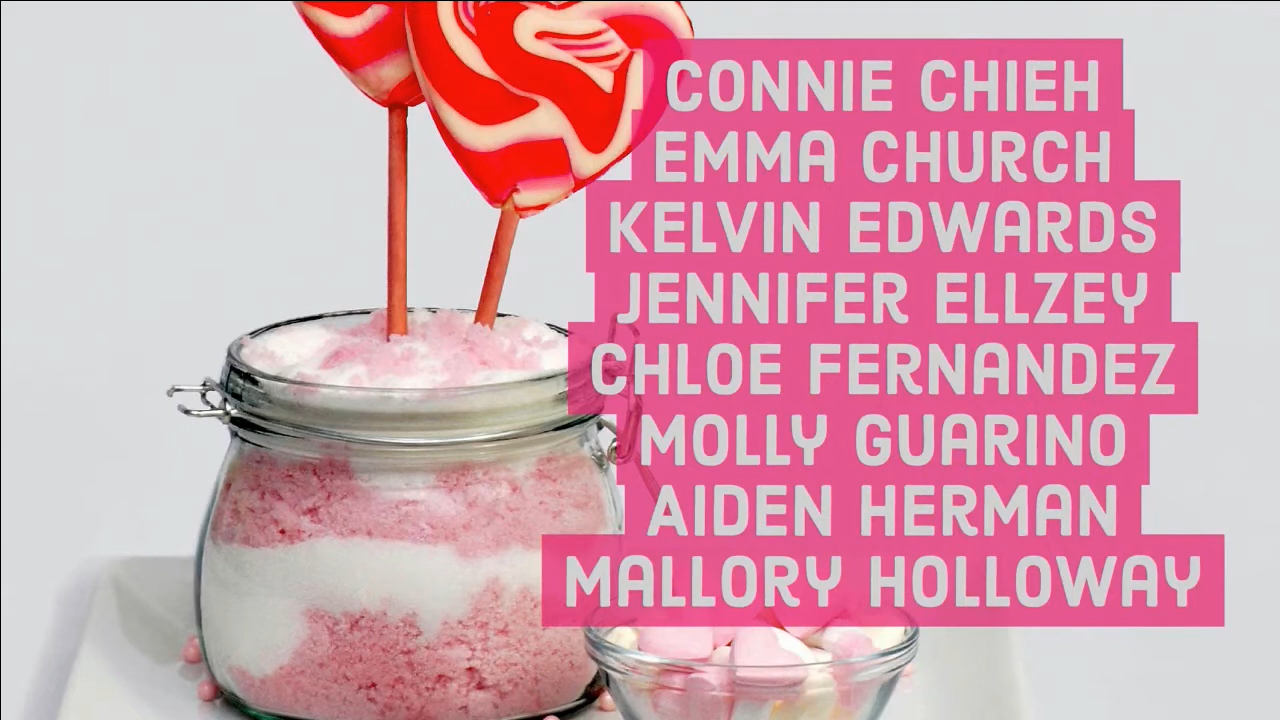 CONNIE CHIEH
EMMA CHURCH
KELVIN EDWARDS
JENNIFER ELLZEY
CHLOE FERNANDEZ
MOLLY GUARINO
AIDEN HERMAN
MALLORY HOLLOWAY